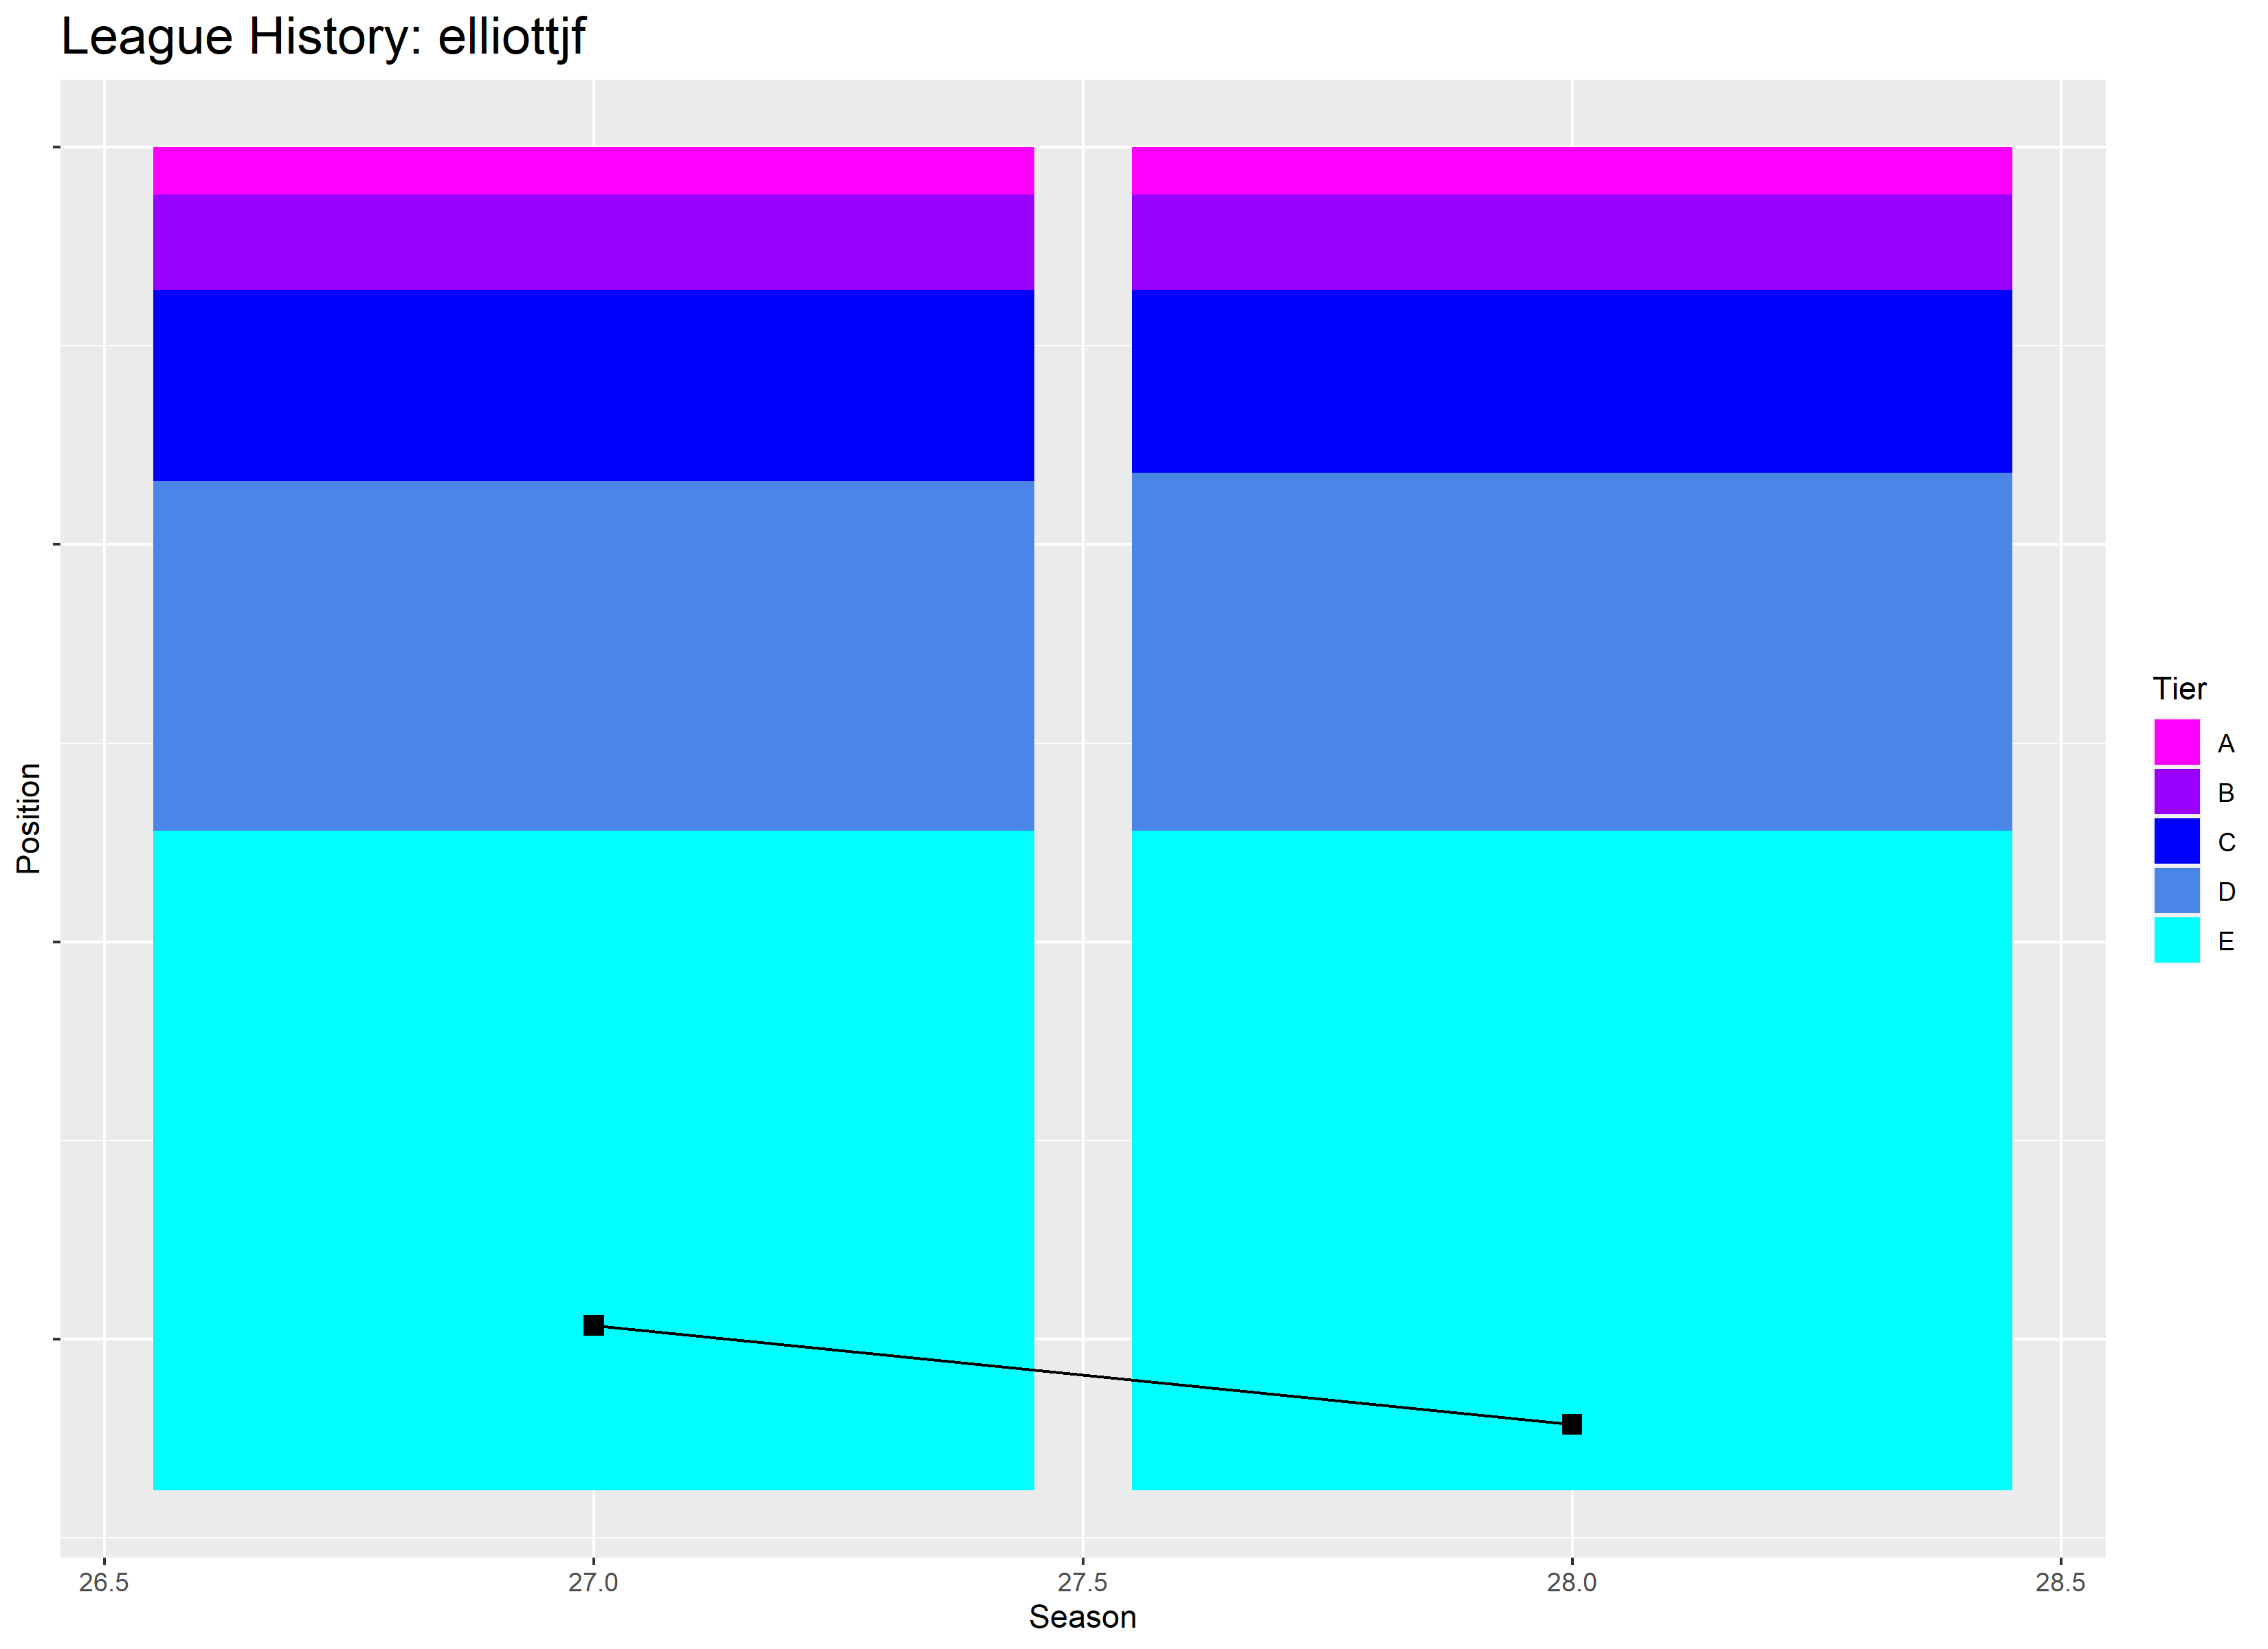 League History: elliottjf
Position
Tier
A
B
C
D
E
26.5 27.0 27.5 28.0 28.5
Season